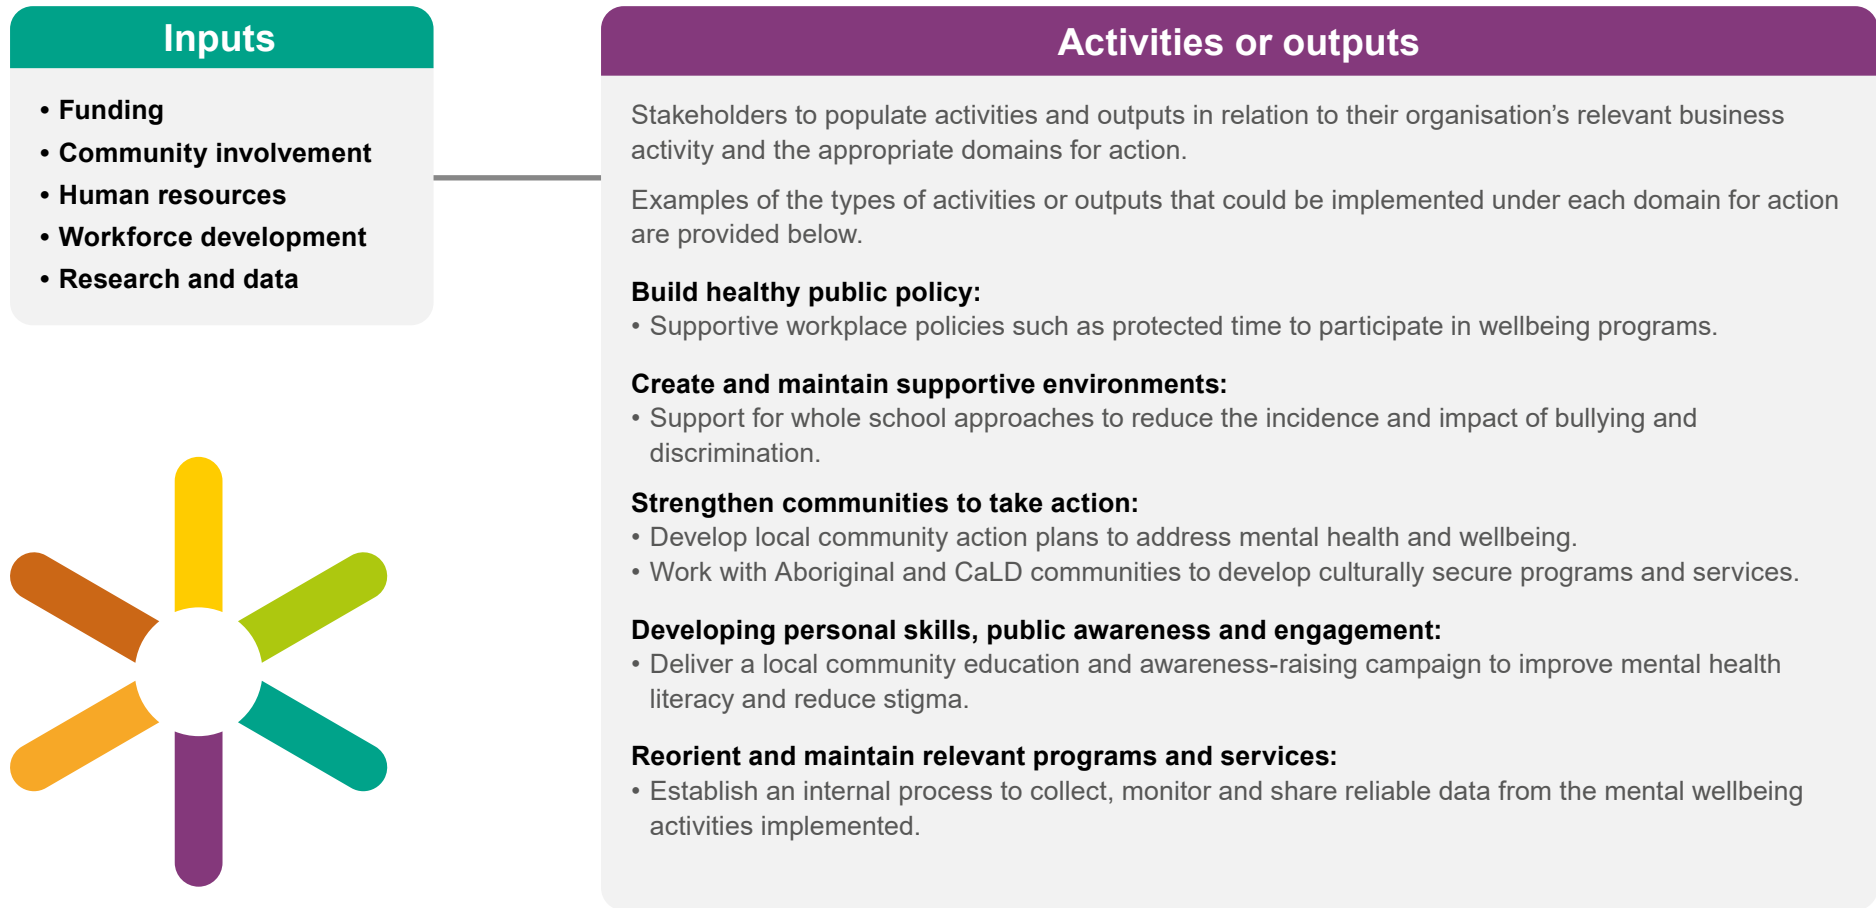 Inputs
• Funding
• Community involvement
• Human resources
• Workforce development
• Research and data
Activities or outputs
Stakeholders to populate activities and outputs in relation to their organisation’s relevant business
activity and the appropriate domains for action.
Examples of the types of activities or outputs that could be implemented under each domain for action
are provided below.
Build healthy public policy:
• Supportive workplace policies such as protected time to participate in wellbeing programs.
Create and maintain supportive environments:
• Support for whole school approaches to reduce the incidence and impact of bullying and
discrimination.
Strengthen communities to take action:
• Develop local community action plans to address mental health and wellbeing.
• Work with Aboriginal and CaLD communities to develop culturally secure programs and services.
Developing personal skills, public awareness and engagement:
• Deliver a local community education and awareness-raising campaign to improve mental health
literacy and reduce stigma.
Reorient and maintain relevant programs and services:
• Establish an internal process to collect, monitor and share reliable data from the mental wellbeing
activities implemented.